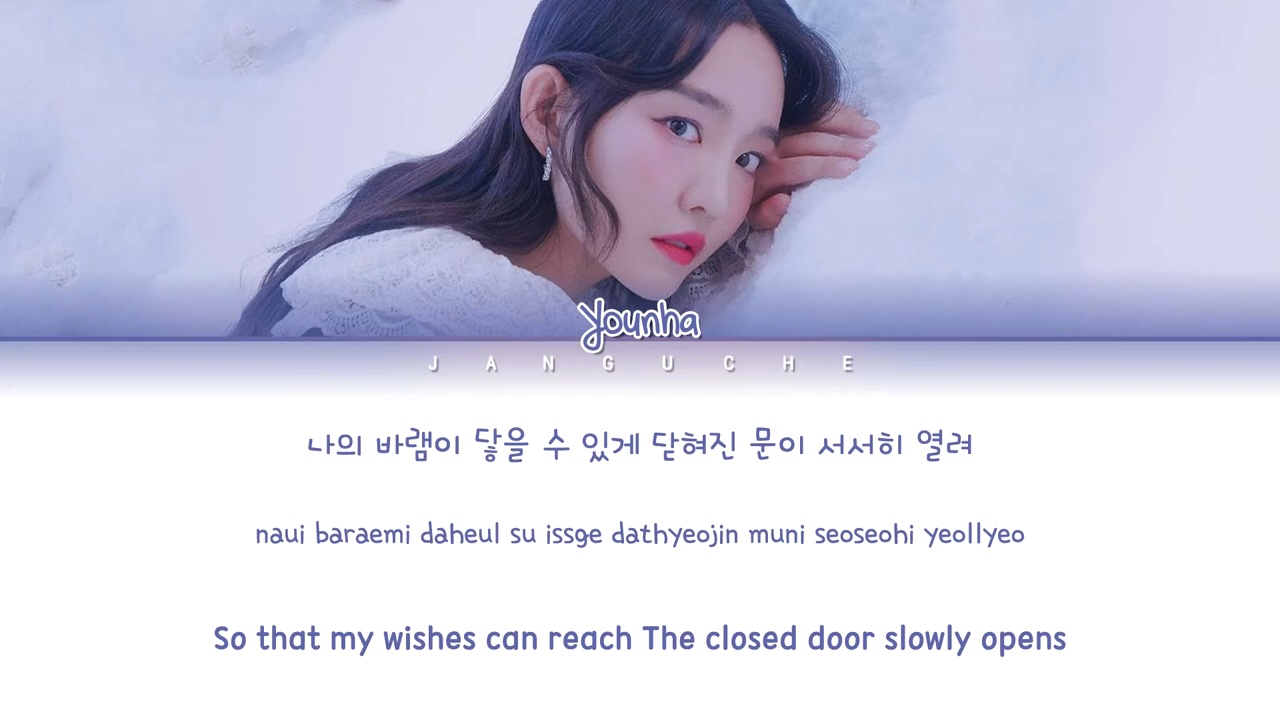 younha
JANGUCHE
나의 바램이 닿을 수 있게 닫혀진 문이 서서히 열려
naui baraemi daheul su issge dathyeojin muni seoseohi yeollyeo
So that my wishes can reach The closed door slowly opens